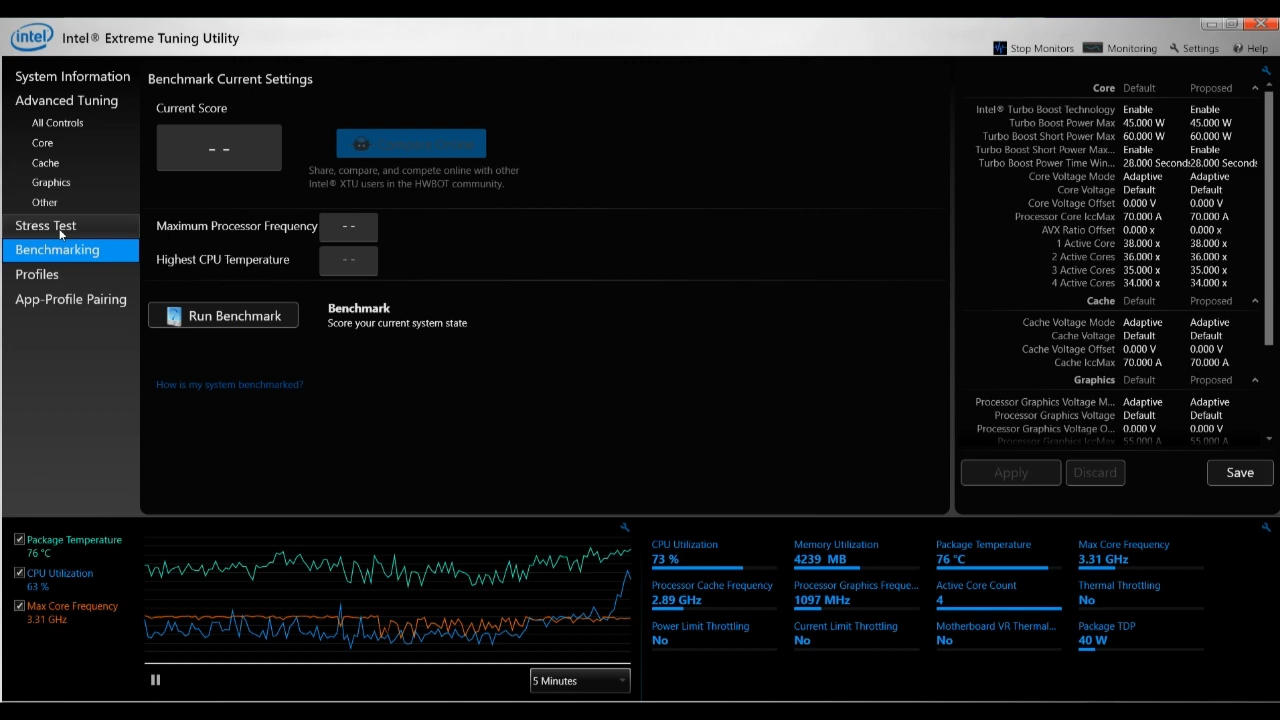 intel
Intel® Extreme Tuning Utility
Stop Monitors Monitoring Settings Help
System Information
Advanced Tuning
All Controls
Core
Cache
Graphics
Other
Stress Test
Benchmarking
Profiles
App-Profile Pairing
Benchmark Current Settings
Current Score
- -
Share, compare, and compete online with other
Intel® XTU users in the HWBOT community.
Maximum Processor Frequency - -
Highest CPU Temperature - -
Run Benchmark
Benchmark
Score your current system state
How is my system benchmarked?
Core Default Proposed
Intel® Turbo Boost Technology Enable Enable
Turbo Boost Power Max 45.000 W 45.000 W
Turbo Boost Short Power Max 60.000 W 60.000 W
Turbo Boost Short Power Max... Enable Enable
Turbo Boost Power Time Win... 28.000 Seconds 28.000 Seconds
Core Voltage Mode Adaptive Adaptive
Core Voltage Default Default
Core Voltage Offset 0.000 V 0.000 V
Processor Core IccMax 70.000 A 70.000 A
AVX Ratio Offset 0.000 x 0.000 x
1 Active Core 38.000 x 38.000 x
2 Active Cores 36.000 x 36.000 x
3 Active Cores 35.000 x 35.000 x
4 Active Cores 34.000 x 34.000 x
Cache Default Proposed
Cache Voltage Mode Adaptive Adaptive
Cache Voltage Default Default
Cache Voltage Offset 0.000 V 0.000 V
Cache IccMax 70.000 A 70.000 A
Graphics Default Proposed
Processor Graphics Voltage M... Adaptive Adaptive
Processor Graphics Voltage Default Default
Processor Graphics Voltage O... 0.000 V 0.000 V
Processor Graphics IccMax 55.000 A 55.000 A
Apply Discard Save
Package Temperature
76 °C
CPU Utilization
63 %
Max Core Frequency
3.31 GHz
5 Minutes
CPU Utilization Memory Utilization Package Temperature Max Core Frequency
73 % 4239 MB 76 °C 3.31 GHz
Processor Cache Frequency Processor Graphics Freque... Active Core Count Thermal Throttling
2.89 GHz 1097 MHz 4 No
Power Limit Throttling Current Limit Throttling Motherboard VR Thermal... Package TDP
No No No 40 W